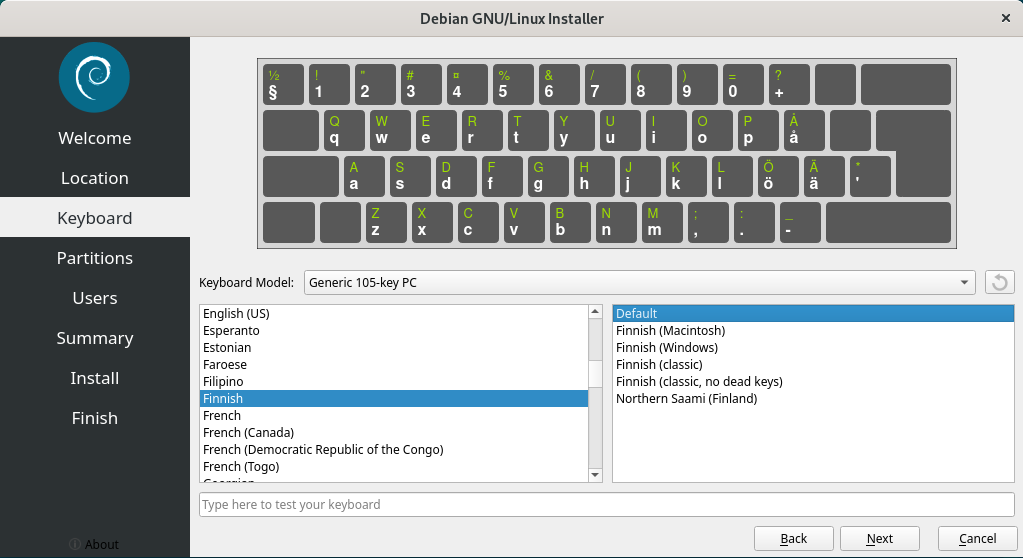 Debian GNU/Linux Installer
Welcome
Location
Keyboard
Partitions
Users
Summary
Install
Finish
About
½ ! " # ¤ % & / ( ) = ?
§ 1 2 3 4 5 6 7 8 9 0 +
Q W E R T Y U I O P Å
q w e r t y u i o p å
A S D F G H J K L Ö Ä *
a s d f g h j k l ö ä '
Z X C V B N M ; : _
z x c v b n m , . -
Keyboard Model: Generic 105-key PC
English (US)
Esperanto
Estonian
Faroese
Filipino
Finnish
French
French (Canada)
French (Democratic Republic of the Congo)
French (Togo)
Default
Finnish (Macintosh)
Finnish (Windows)
Finnish (classic)
Finnish (classic, no dead keys)
Northern Saami (Finland)
Type here to test your keyboard
Back Next Cancel